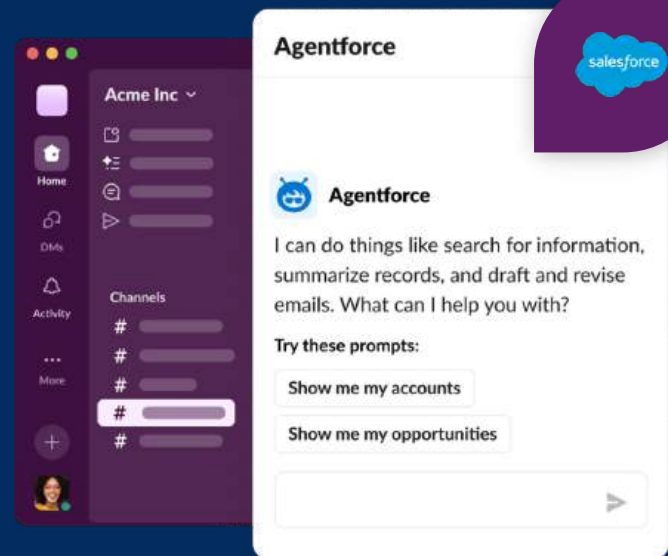 Agentforce
salesforce
Acme Inc
Home
DMs
Activity
More
Channels
#
#
#
#
#
Agentforce
I can do things like search for information,
summarize records, and draft and revise
emails. What can I help you with?
Try these prompts:
Show me my accounts
Show me my opportunities